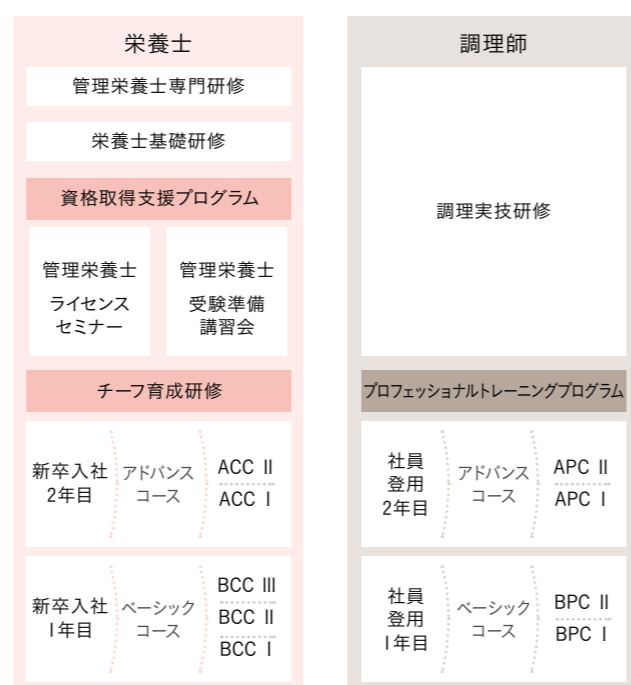 栄養士
管理栄養士専門研修
栄養士基礎研修
資格取得支援プログラム
管理栄養士
ライセンス
セミナー
管理栄養士
受験準備
講習会
チーフ育成研修
新卒入社
2年目
アドバンス
コース
ACC Ⅱ
ACC Ⅰ
新卒入社
1年目
ベーシック
コース
BCC Ⅲ
BCC Ⅱ
BCC Ⅰ
調理師
調理実技研修
プロフェッショナルトレーニングプログラム
社員
登用
2年目
アドバンス
コース
APC Ⅱ
APC Ⅰ
社員
登用
1年目
ベーシック
コース
BPC Ⅱ
BPC Ⅰ